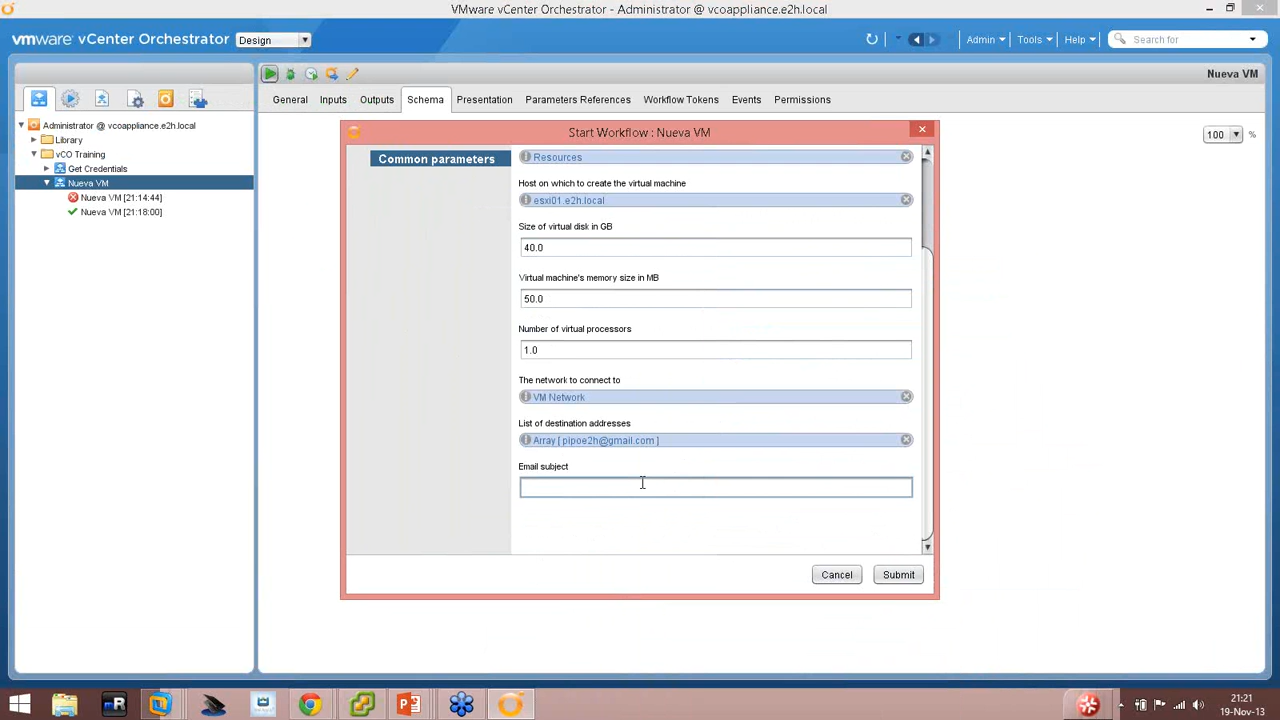 VMware vCenter Orchestrator - Administrator @ vcoappliance.e2h.local
vmware vCenter Orchestrator Design
Admin Tools Help Search for
Nueva VM
General Inputs Outputs Schema Presentation Parameters References Workflow Tokens Events Permissions
Administrator @ vcoappliance.e2h.local
Library
vCO Training
Get Credentials
Nueva VM
Nueva VM [21:14:44]
Nueva VM [21:18:00]
100 %
Start Workflow : Nueva VM
Common parameters
Resources
Host on which to create the virtual machine
esxi01.e2h.local
Size of virtual disk in GB
40.0
Virtual machine's memory size in MB
50.0
Number of virtual processors
1.0
The network to connect to
VM Network
List of destination addresses
Array [ pipoe2h@gmail.com ]
Email subject
Cancel Submit
21:21
19-Nov-13